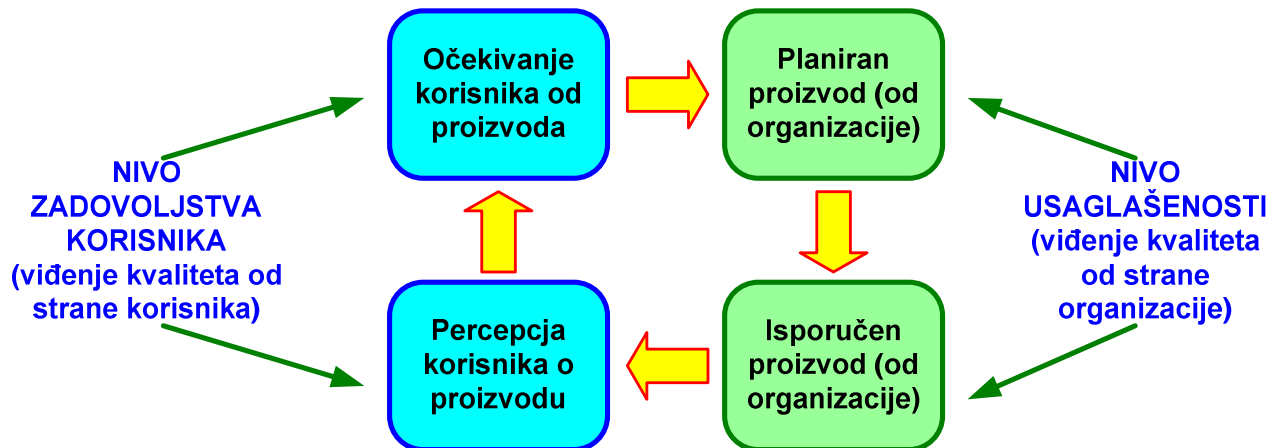 Očekivanje
korisnika od
proizvoda
Planiran
proizvod (od
organizacije)
NIVO
ZADOVOLJSTVA
KORISNIKA
(viđenje kvaliteta od
strane korisnika)
NIVO
USAGLAŠENOSTI
(viđenje kvaliteta
od strane
organizacije)
Percepcja
korisnika o
proizvodu
Isporučen
proizvod (od
organizacije)